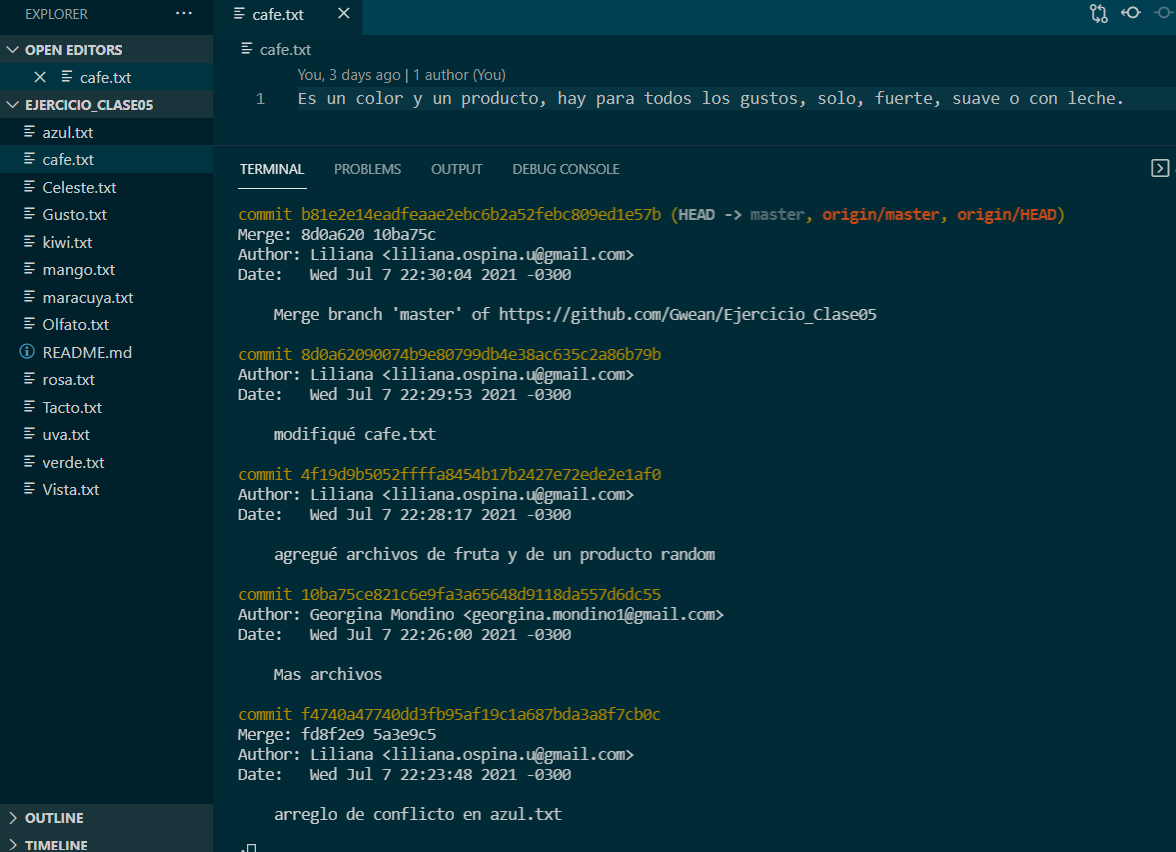 EXPLORER
OPEN EDITORS
cafe.txt
EJERCICIO_CLASE05
azul.txt
cafe.txt
Celeste.txt
Gusto.txt
kiwi.txt
mango.txt
maracuya.txt
Olfato.txt
README.md
rosa.txt
Tacto.txt
uva.txt
verde.txt
Vista.txt
OUTLINE
TIMELINE
cafe.txt
cafe.txt
You, 3 days ago | 1 author (You)
1 Es un color y un producto, hay para todos los gustos, solo, fuerte, suave o con leche.
TERMINAL PROBLEMS OUTPUT DEBUG CONSOLE
commit b81e2e14eadfeaae2ebc6b2a52febc809ed1e57b (HEAD -> master, origin/master, origin/HEAD)
Merge: 8d0a620 10ba75c
Author: Liliana <liliana.ospina.u@gmail.com>
Date:   Wed Jul 7 22:30:04 2021 -0300
Merge branch 'master' of https://github.com/Gwean/Ejercicio_Clase05
commit 8d0a62090074b9e80799db4e38ac635c2a86b79b
Author: Liliana <liliana.ospina.u@gmail.com>
Date:   Wed Jul 7 22:29:53 2021 -0300
modifiqué cafe.txt
commit 4f19d9b5052ffffa8454b17b2427e72ede2e1af0
Author: Liliana <liliana.ospina.u@gmail.com>
Date:   Wed Jul 7 22:28:17 2021 -0300
agregué archivos de fruta y de un producto random
commit 10ba75ce821c6e9fa3a65648d9118da557d6dc55
Author: Georgina Mondino <georgina.mondino1@gmail.com>
Date:   Wed Jul 7 22:26:00 2021 -0300
Mas archivos
commit f4740a47740dd3fb95af19c1a687bda3a8f7cb0c
Merge: fd8f2e9 5a3e9c5
Author: Liliana <liliana.ospina.u@gmail.com>
Date:   Wed Jul 7 22:23:48 2021 -0300
arreglo de conflicto en azul.txt